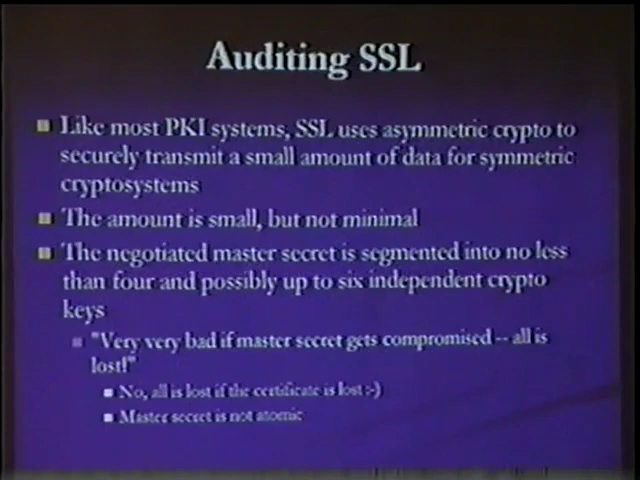 Auditing SSL
Like most PKI systems, SSL uses asymmetric crypto to
securely transmit a small amount of data for symmetric
cryptosystems
The amount is small, but not minimal
The negotiated master secret is segmented into no less
than four and possibly up to six independent crypto
keys
"Very very bad if master secret gets compromised -- all is
lost!"
No, all is lost if the certificate is lost :-)
Master secret is not atomic